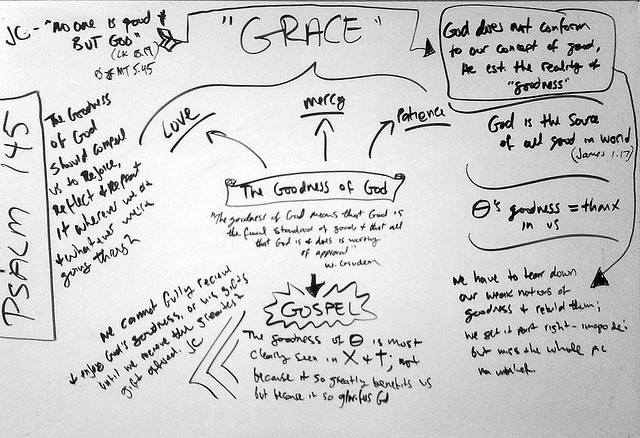 JC - "No one is good
BUT GOD"
(LK 18:19)
MT 5:45
"GRACE"
God does not conform
to our concept of good,
He est. the reality of
"goodness"
Love
mercy
Patience
God is the source
of all good in world
(James 1:17)
Psalm 145
The Goodness
of God
should compel
us to Rejoice,
Reflect & Repeat
it wherever we are
& whatever we're
going through
The Goodness of God
"The goodness of God means that God is
the final standard of good & that all
that God is & does is worthy
of approval."
W. Grudem
Θ's goodness = thanx
in us
GOSPEL
The goodness of Θ is most
clearly seen in X & †, not
because it so greatly benefits us
but because it so glorifies God
we cannot fully receive
& enjoy God's goodness, or his gifts
until we receive the greatest
gift offered. JC
we have to tear down
our weak notions of
goodness & rebuild them;
we get it part right -
but miss the whole pic